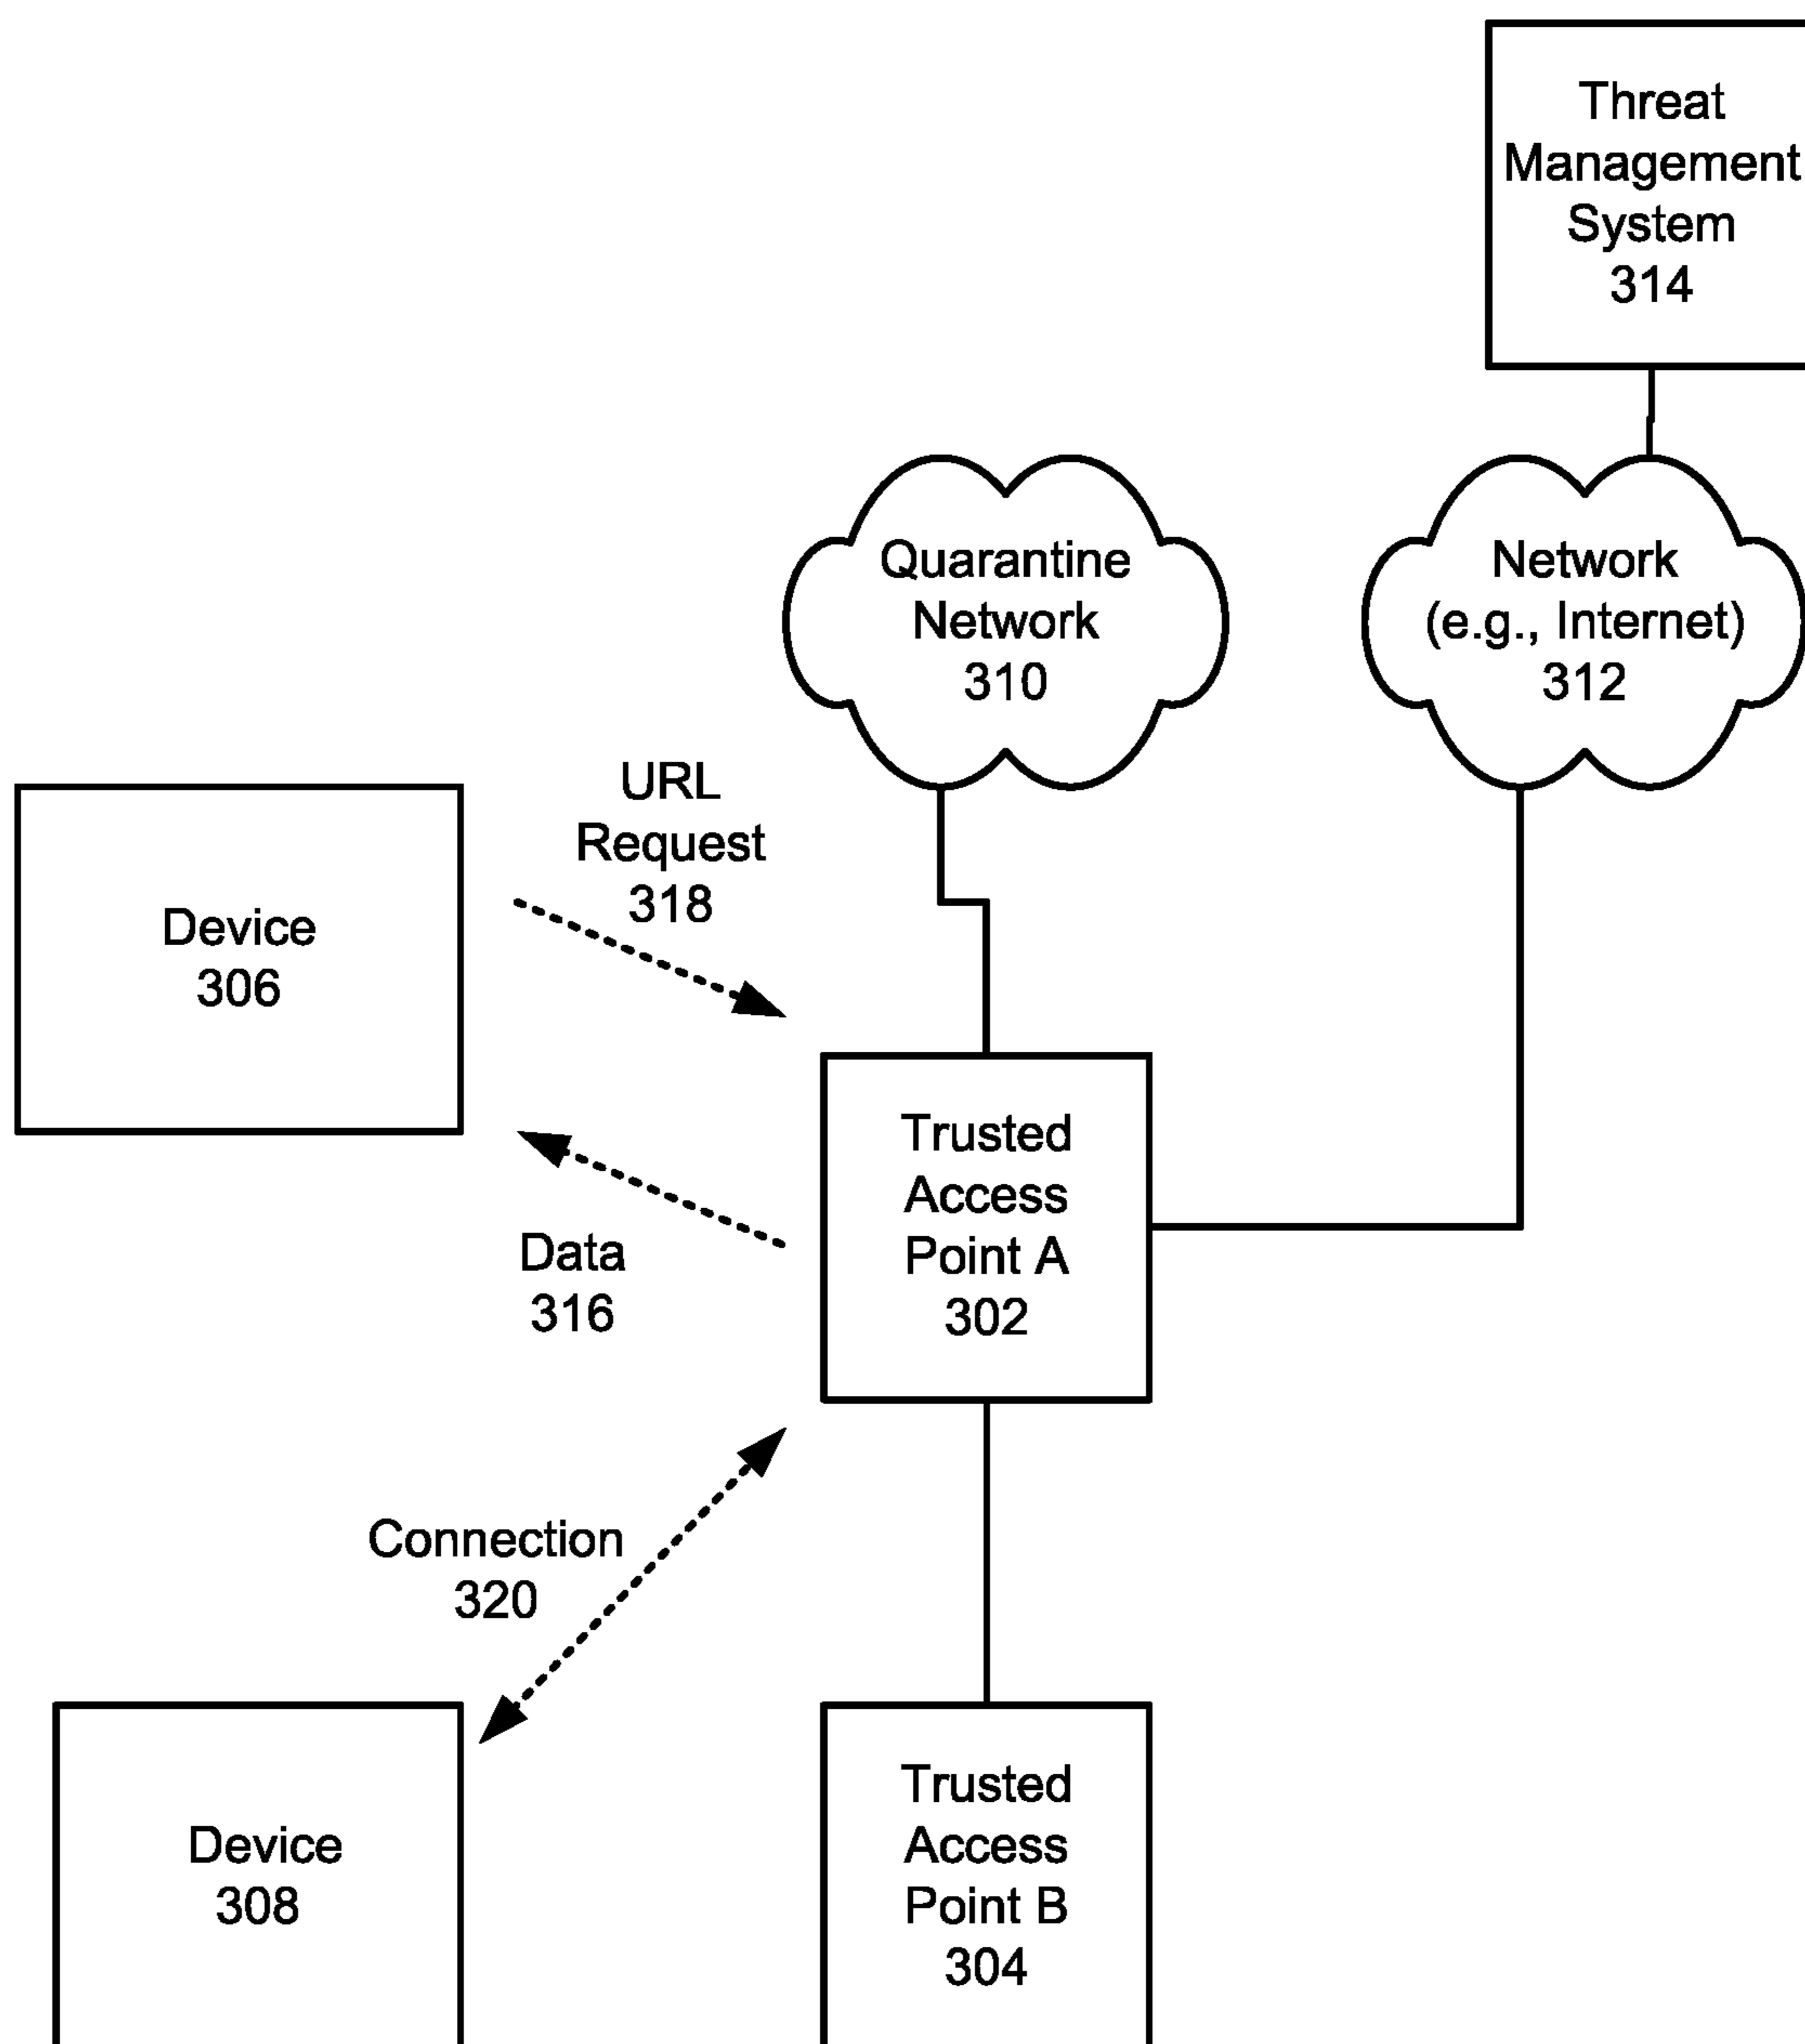 Threat
Management
System
314
Quarantine
Network
310
Network
(e.g., Internet)
312
URL
Request
318
Device
306
Trusted
Access
Point A
302
Data
316
Connection
320
Device
308
Trusted
Access
Point B
304